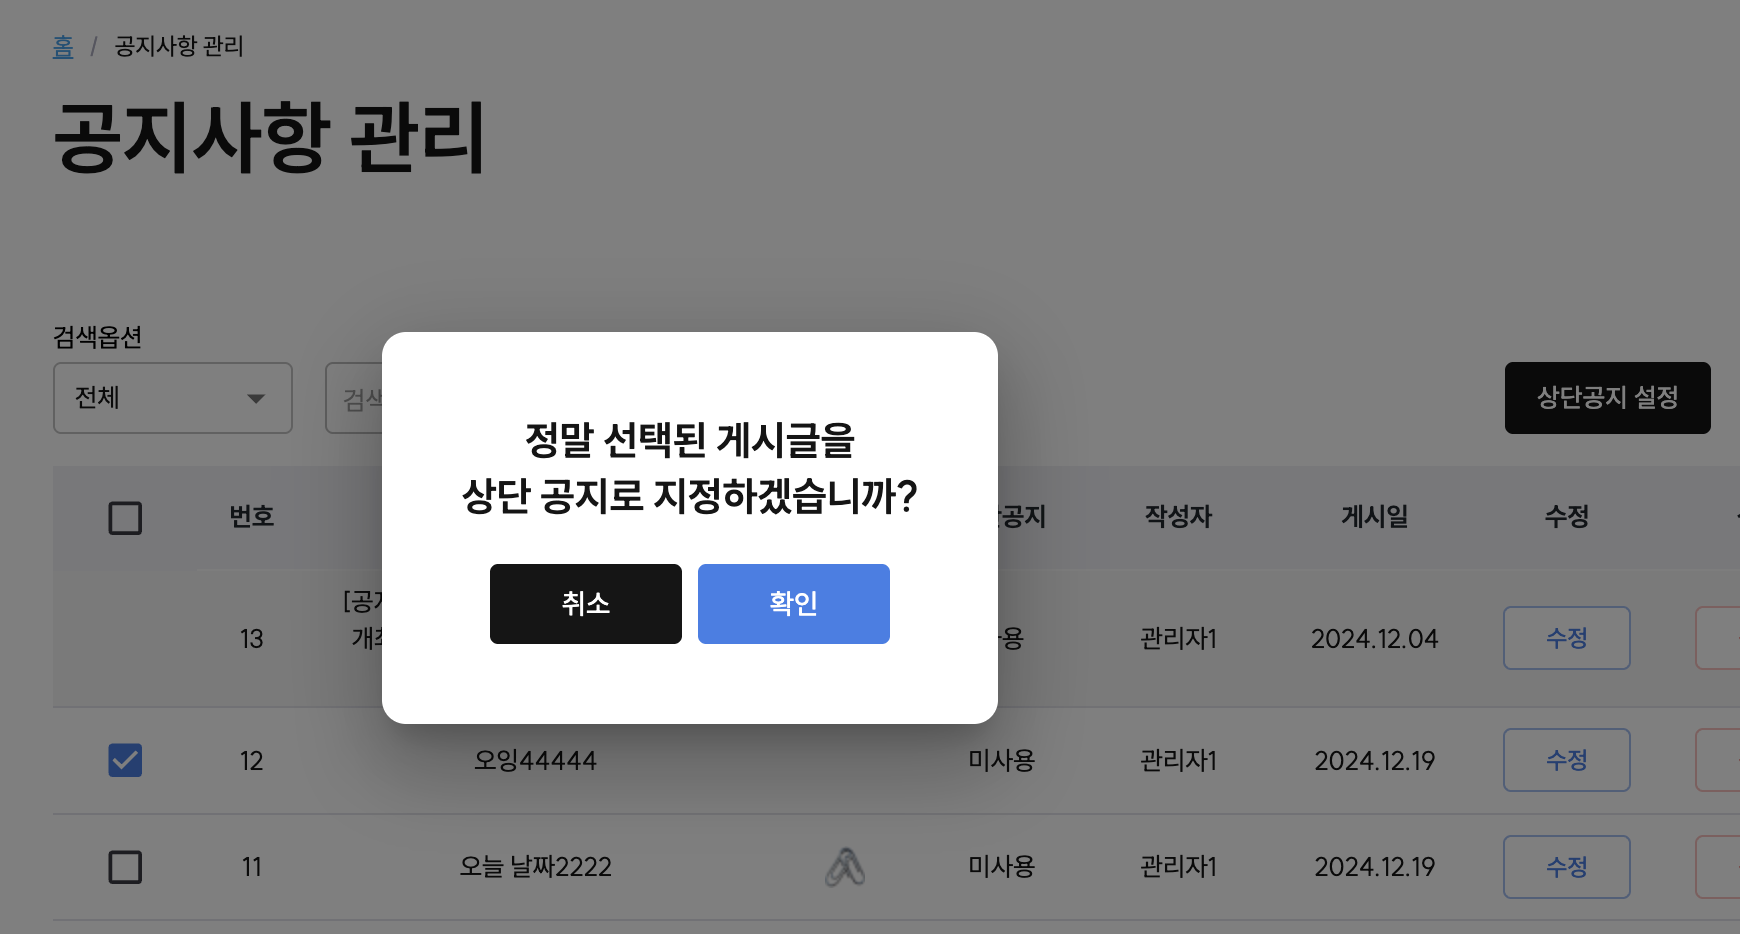 홈 / 공지사항 관리
공지사항 관리
검색옵션
전체
검색
상단공지 설정
정말 선택된 게시글을
상단 공지로 지정하겠습니까?
취소 확인
번호 공지 작성자 게시일 수정
[공지
13 사용 관리자1 2024.12.04 수정
개최
12 오잉44444 미사용 관리자1 2024.12.19 수정
11 오늘 날짜2222 미사용 관리자1 2024.12.19 수정